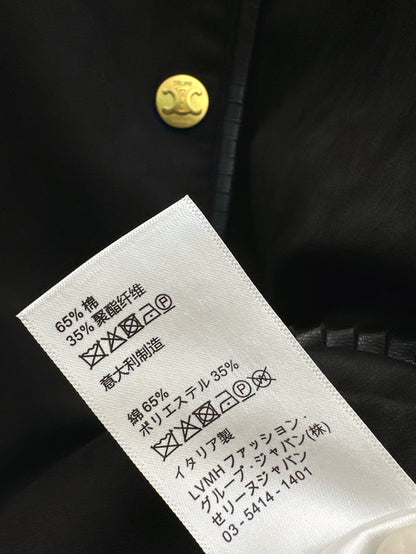 CELINE
65% 棉
35% 聚酯纤维
意大利制造
綿 65%
ポリエステル 35%
イタリア製
LVMH ファッション・
グループ・ジャパン(株)
セリーヌジャパン
03-5414-1401